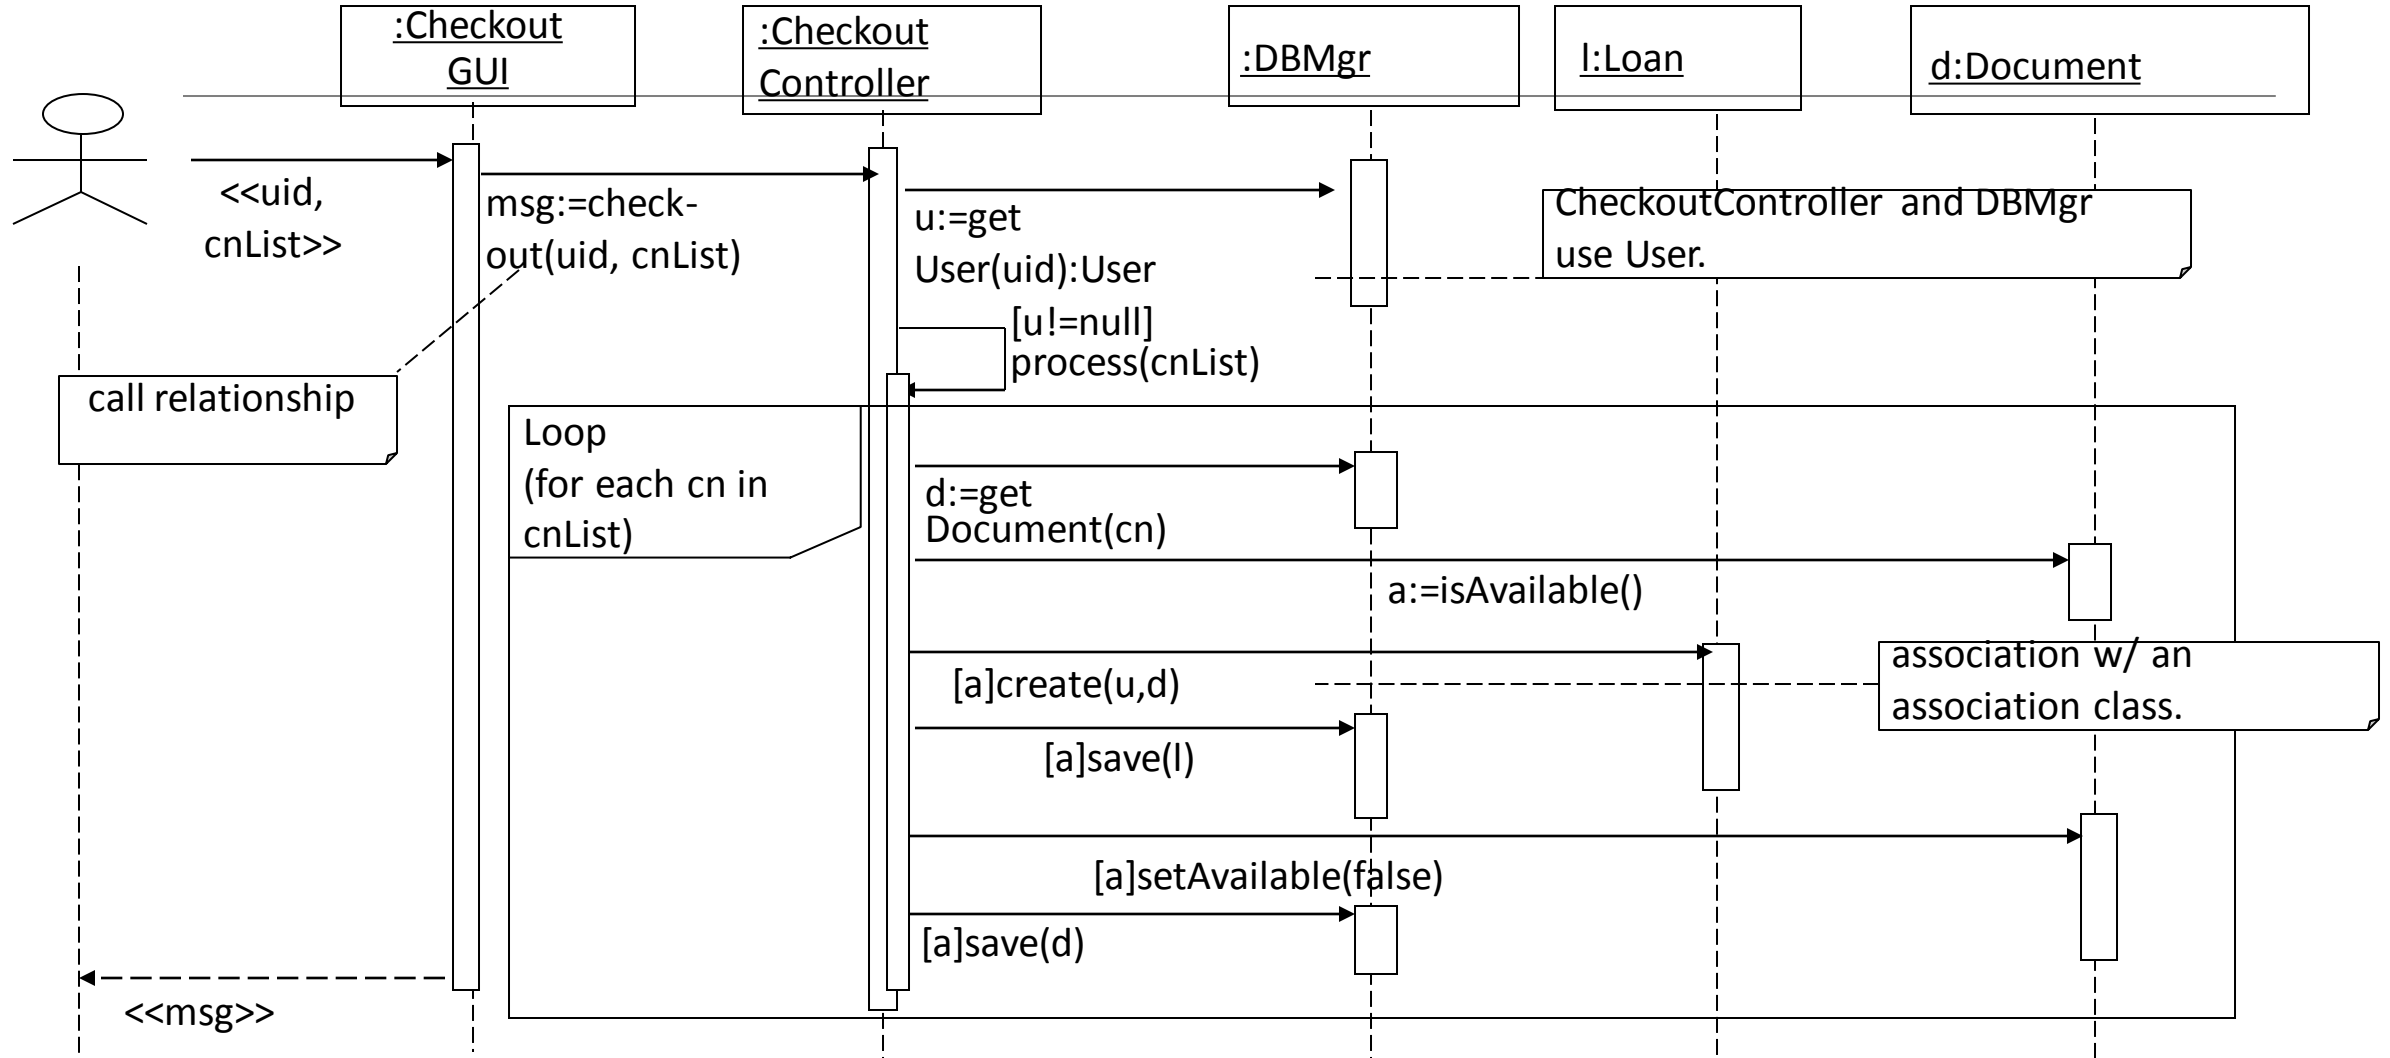 :Checkout
GUI
:Checkout
Controller
:DBMgr
l:Loan
d:Document
<<uid,
cnList>>
msg:=check-
out(uid, cnList)
u:=get
User(uid):User
CheckoutController and DBMgr
use User.
[u!=null]
process(cnList)
call relationship
Loop
(for each cn in
cnList)
d:=get
Document(cn)
a:=isAvailable()
[a]create(u,d)
association w/ an
association class.
[a]save(l)
[a]setAvailable(false)
[a]save(d)
<<msg>>